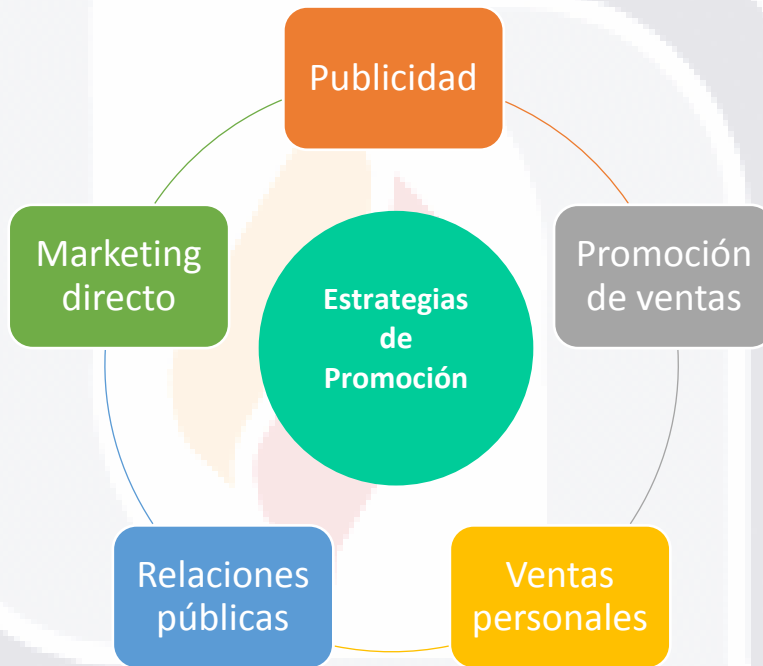 Publicidad
Marketing
directo
Promoción
de ventas
Estrategias
de
Promoción
Relaciones
públicas
Ventas
personales